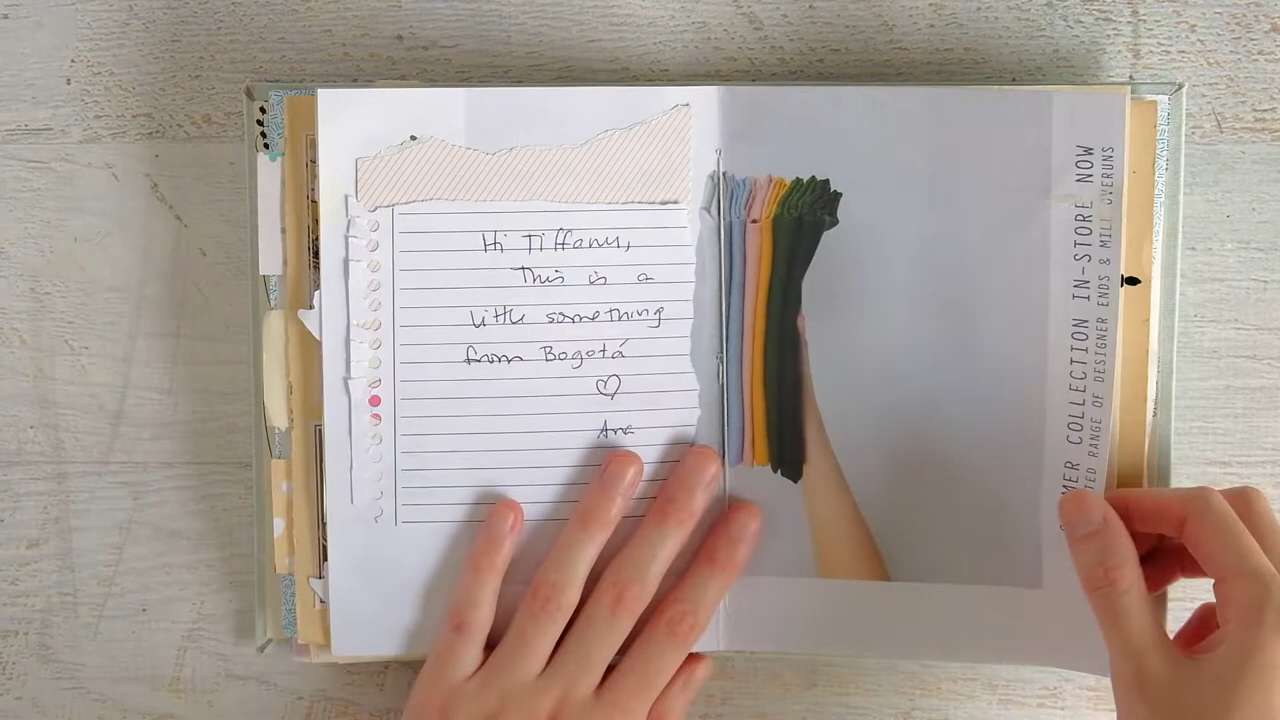 Hi Tiffany,
This is a
little something
from Bogotá
♡
Ana
MER COLLECTION IN-STORE NOW
TED RANGE OF DESIGNER ENDS & MILL OVERUNS